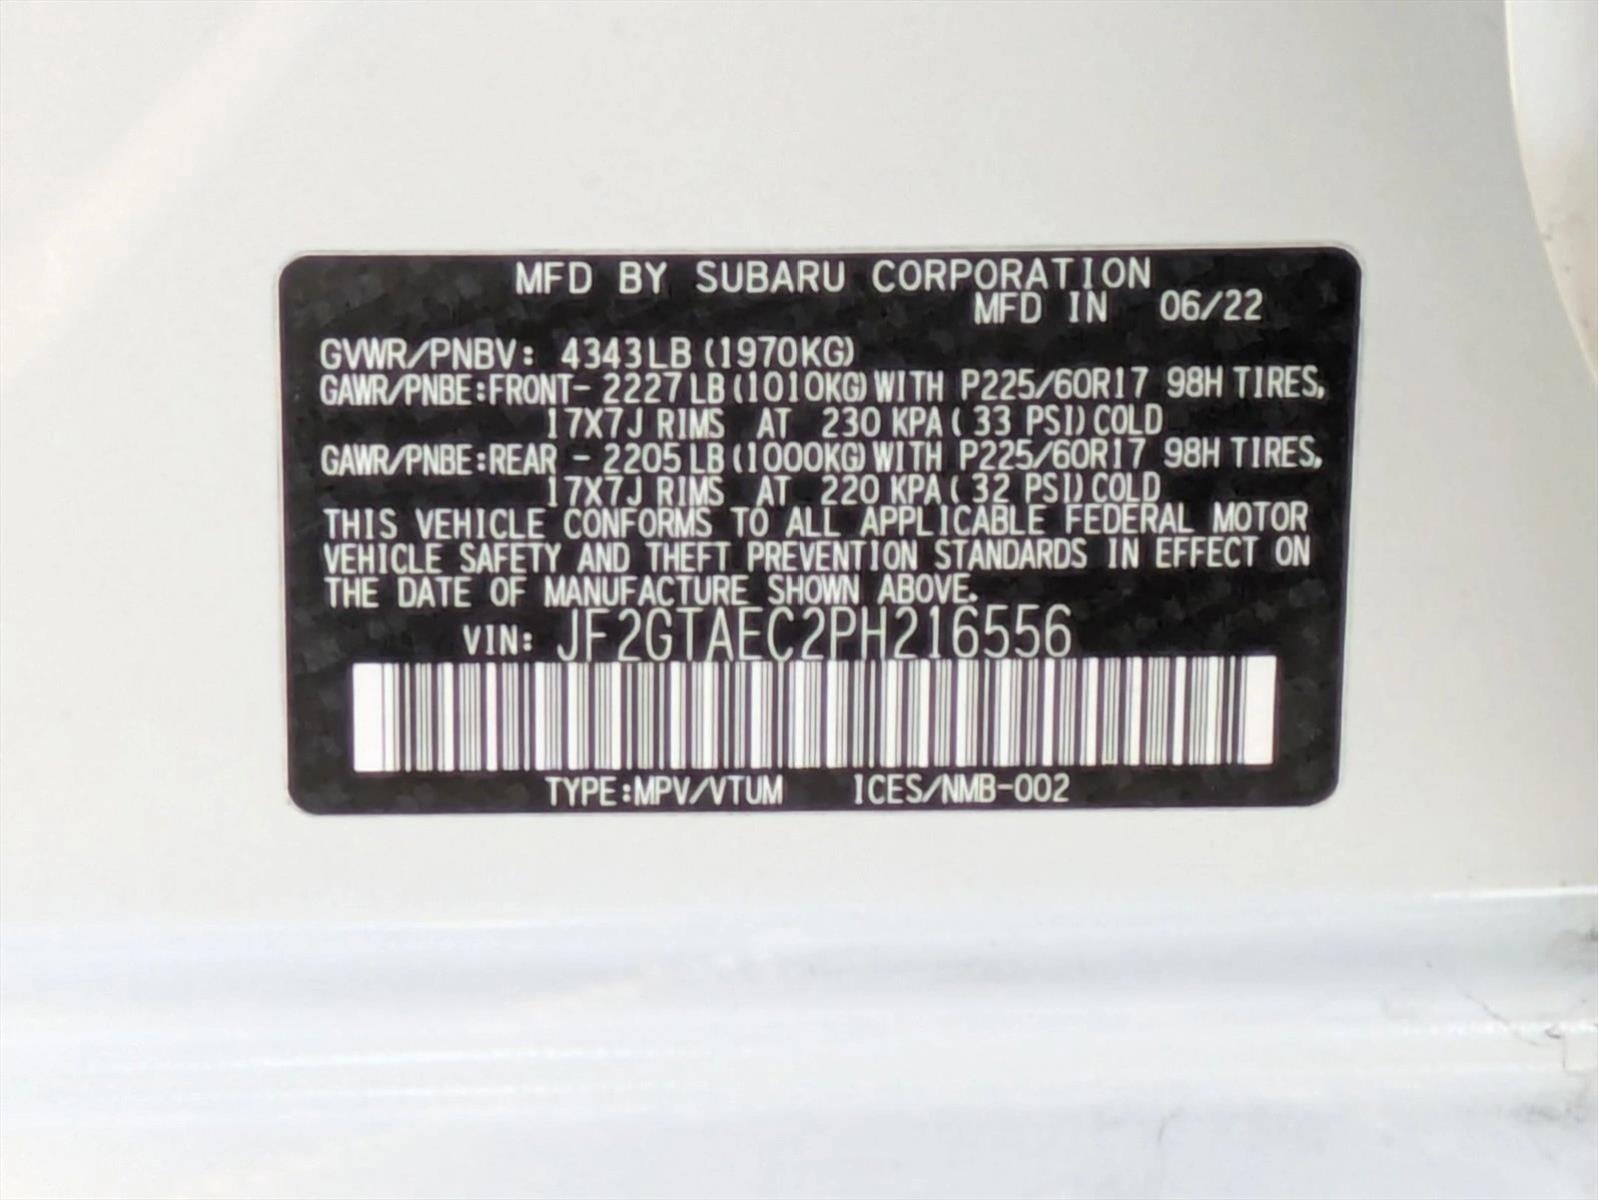 MFD BY SUBARU CORPORATION
MFD IN 06/22
GVWR/PNBV: 4343LB (1970KG)
GAWR/PNBE:FRONT- 2227LB (1010KG) WITH P225/60R17 98H TIRES,
17X7J RIMS AT 230 KPA ( 33 PSI) COLD
GAWR/PNBE:REAR - 2205LB (1000KG) WITH P225/60R17 98H TIRES,
17X7J RIMS AT 220 KPA ( 32 PSI) COLD
THIS VEHICLE CONFORMS TO ALL APPLICABLE FEDERAL MOTOR
VEHICLE SAFETY AND THEFT PREVENTION STANDARDS IN EFFECT ON
THE DATE OF MANUFACTURE SHOWN ABOVE.
VIN: JF2GTAEC2PH216556
TYPE:MPV/VTUM ICES/NMB-002